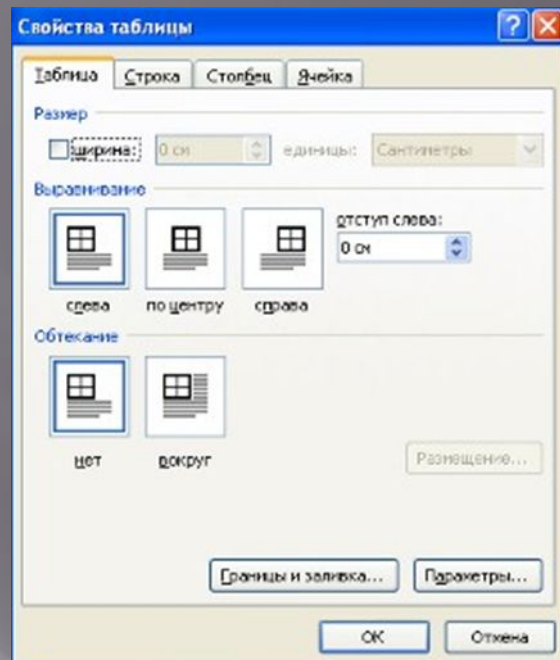 Свойства таблицы
Таблица Строка Столбец Ячейка
Размер
ширина: 0 см единицы: Сантиметры
Выравнивание
отступ слева:
0 см
слева по центру справа
Обтекание
нет вокруг
Размещение...
Границы и заливка... Параметры...
ОК Отмена